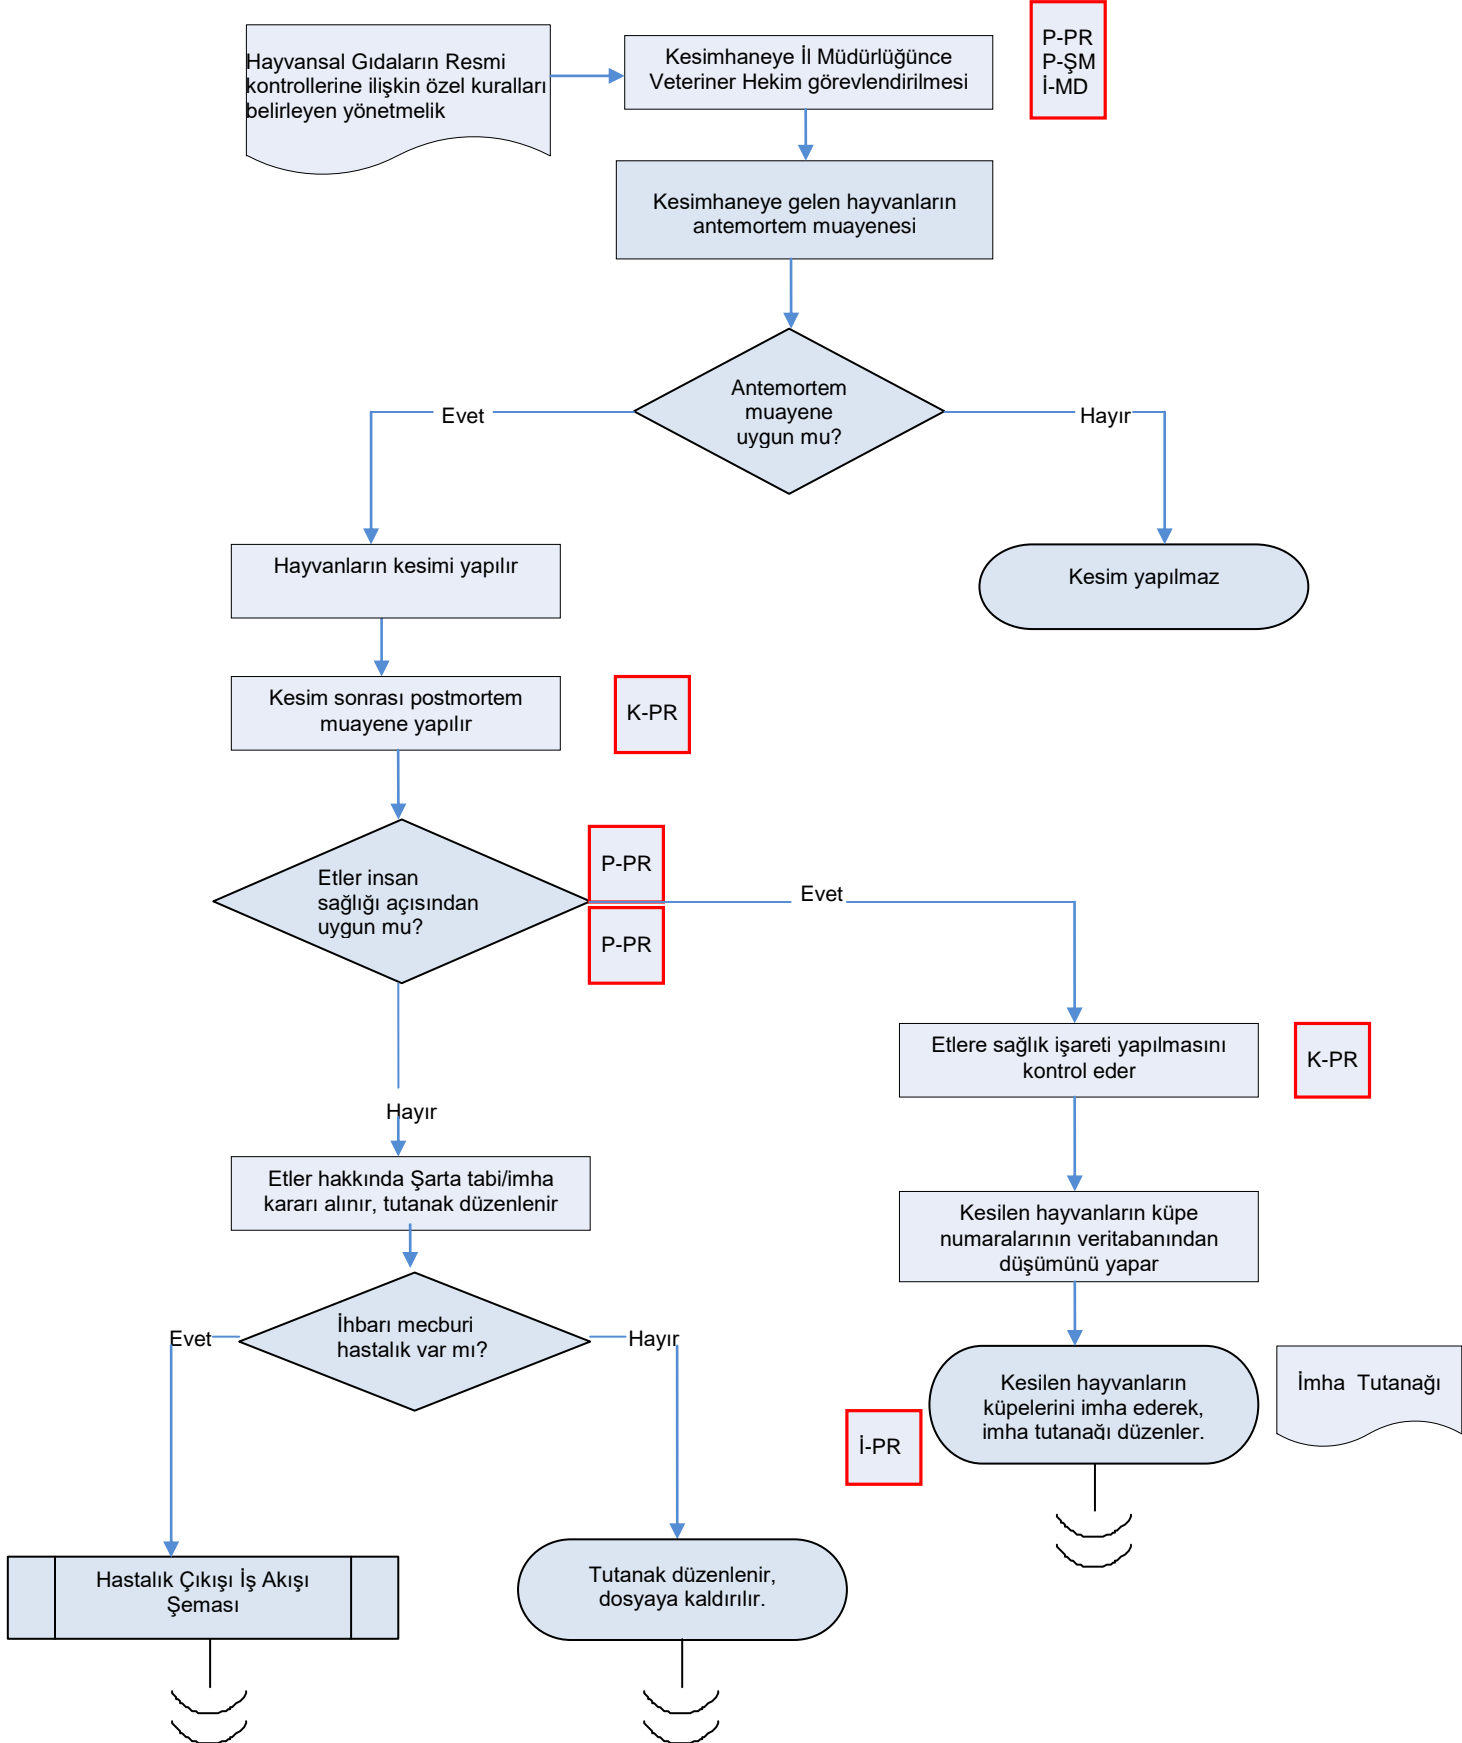 Hayvansal Gıdaların Resmi
kontrollerine ilişkin özel kuralları
belirleyen yönetmelik
Kesimhaneye İl Müdürlüğünce
Veteriner Hekim görevlendirilmesi
P-PR
P-ŞM
İ-MD
Kesimhaneye gelen hayvanların
antemortem muayenesi
Antemortem
muayene
uygun mu?
Evet
Hayır
Hayvanların kesimi yapılır
Kesim yapılmaz
Kesim sonrası postmortem
muayene yapılır
K-PR
Etler insan
sağlığı açısından
uygun mu?
P-PR
P-PR
Evet
Etlere sağlık işareti yapılmasını
kontrol eder
K-PR
Hayır
Etler hakkında Şarta tabi/imha
kararı alınır, tutanak düzenlenir
Kesilen hayvanların küpe
numaralarının veritabanından
düşümünü yapar
İhbarı mecburi
hastalık var mı?
Evet
Hayır
Kesilen hayvanların
küpelerini imha ederek,
imha tutanağı düzenler.
İmha  Tutanağı
İ-PR
Hastalık Çıkışı İş Akışı
Şeması
Tutanak düzenlenir,
dosyaya kaldırılır.